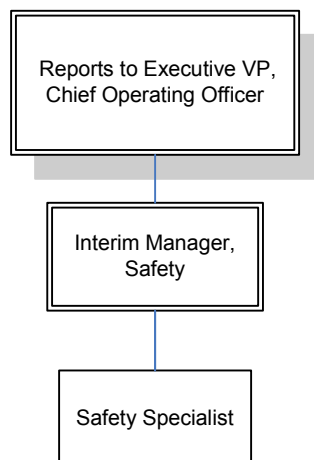 Reports to Executive VP,
Chief Operating Officer
Interim Manager,
Safety
Safety Specialist